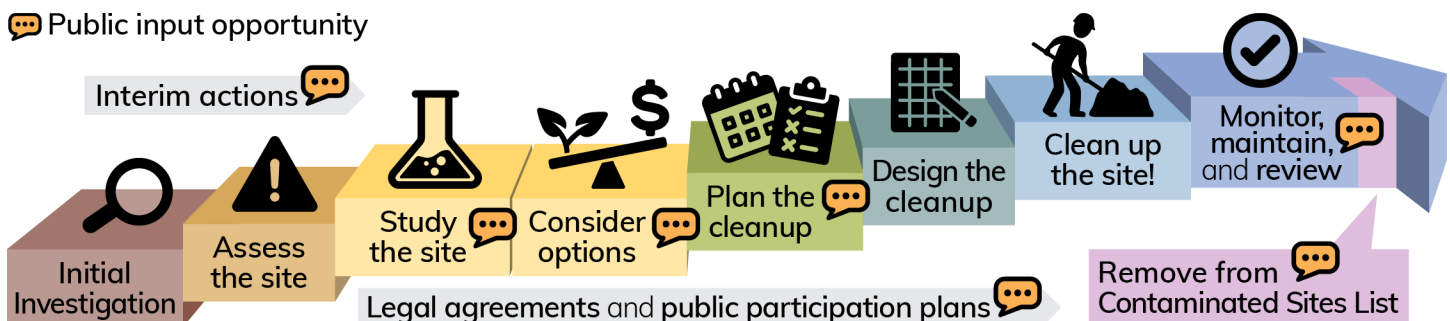 Public input opportunity
Interim actions
Initial
Investigation
Assess
the site
Study
the site
Consider
options
Plan the
cleanup
Design the
cleanup
Clean up
the site!
Monitor,
maintain,
and review
Legal agreements and public participation plans
Remove from
Contaminated Sites List